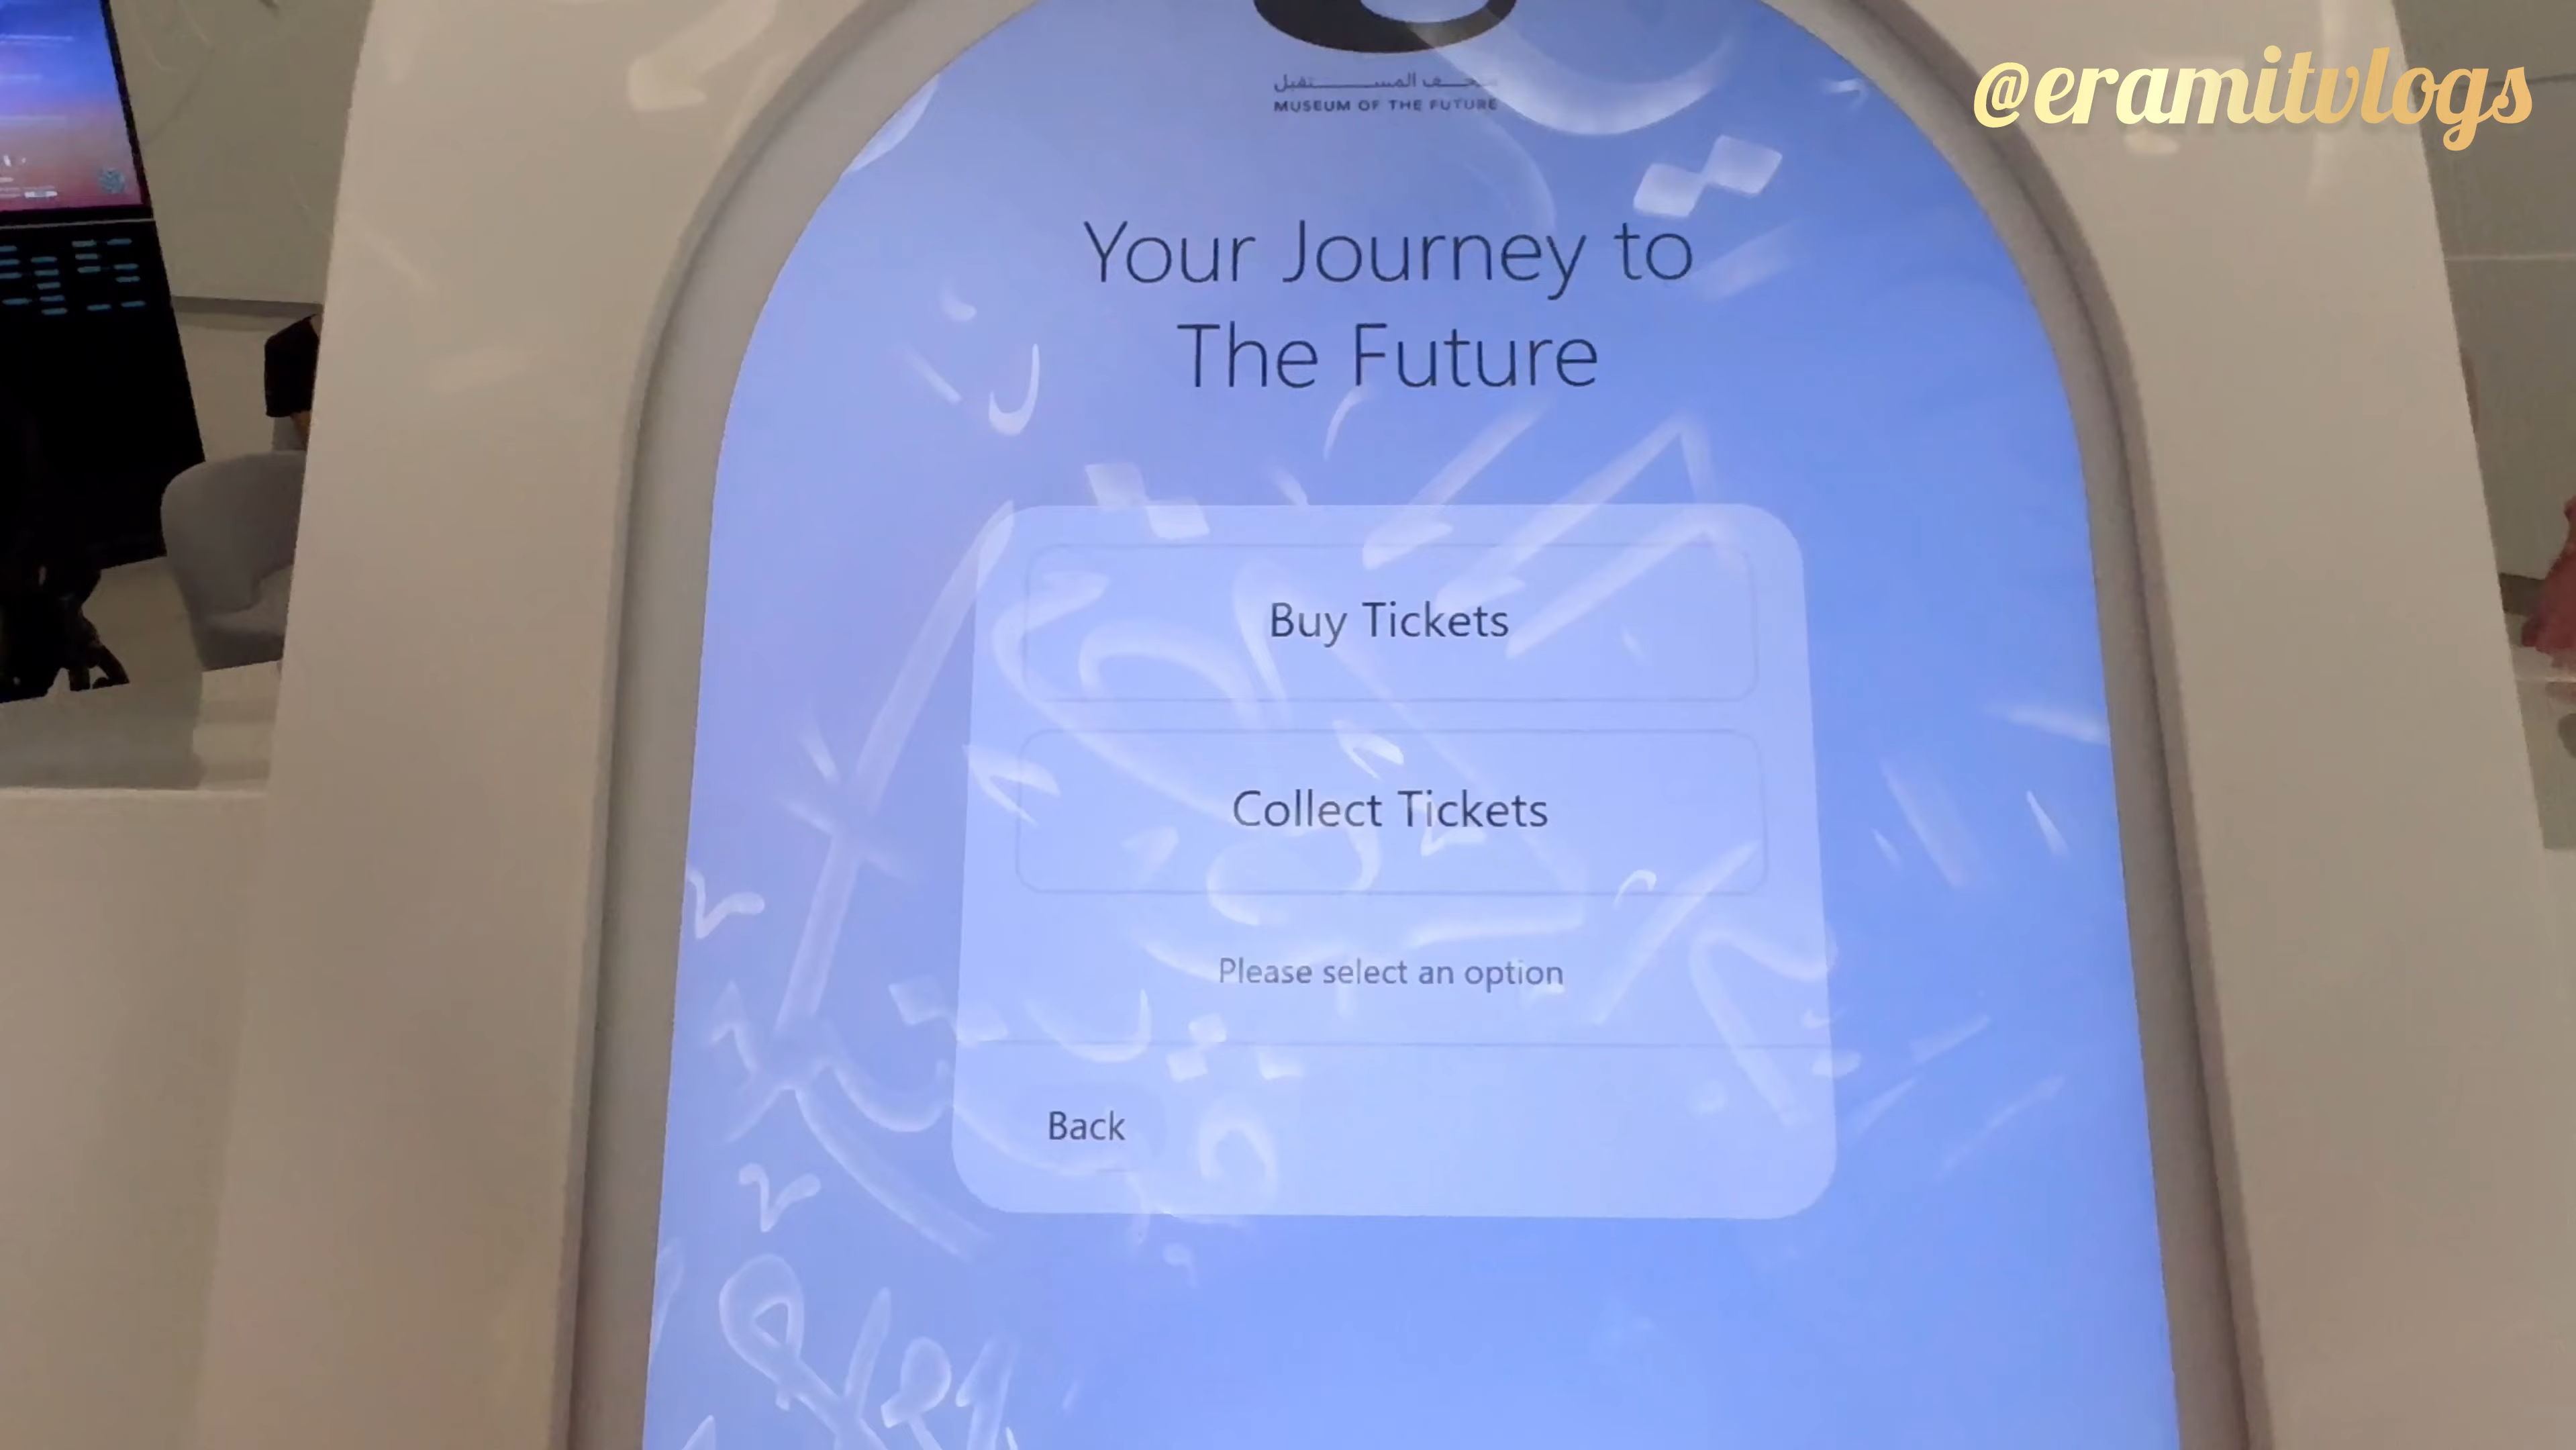 @eramitvlogs
متحف المستقبل
MUSEUM OF THE FUTURE
Your Journey to
The Future
Buy Tickets
Collect Tickets
Please select an option
Back